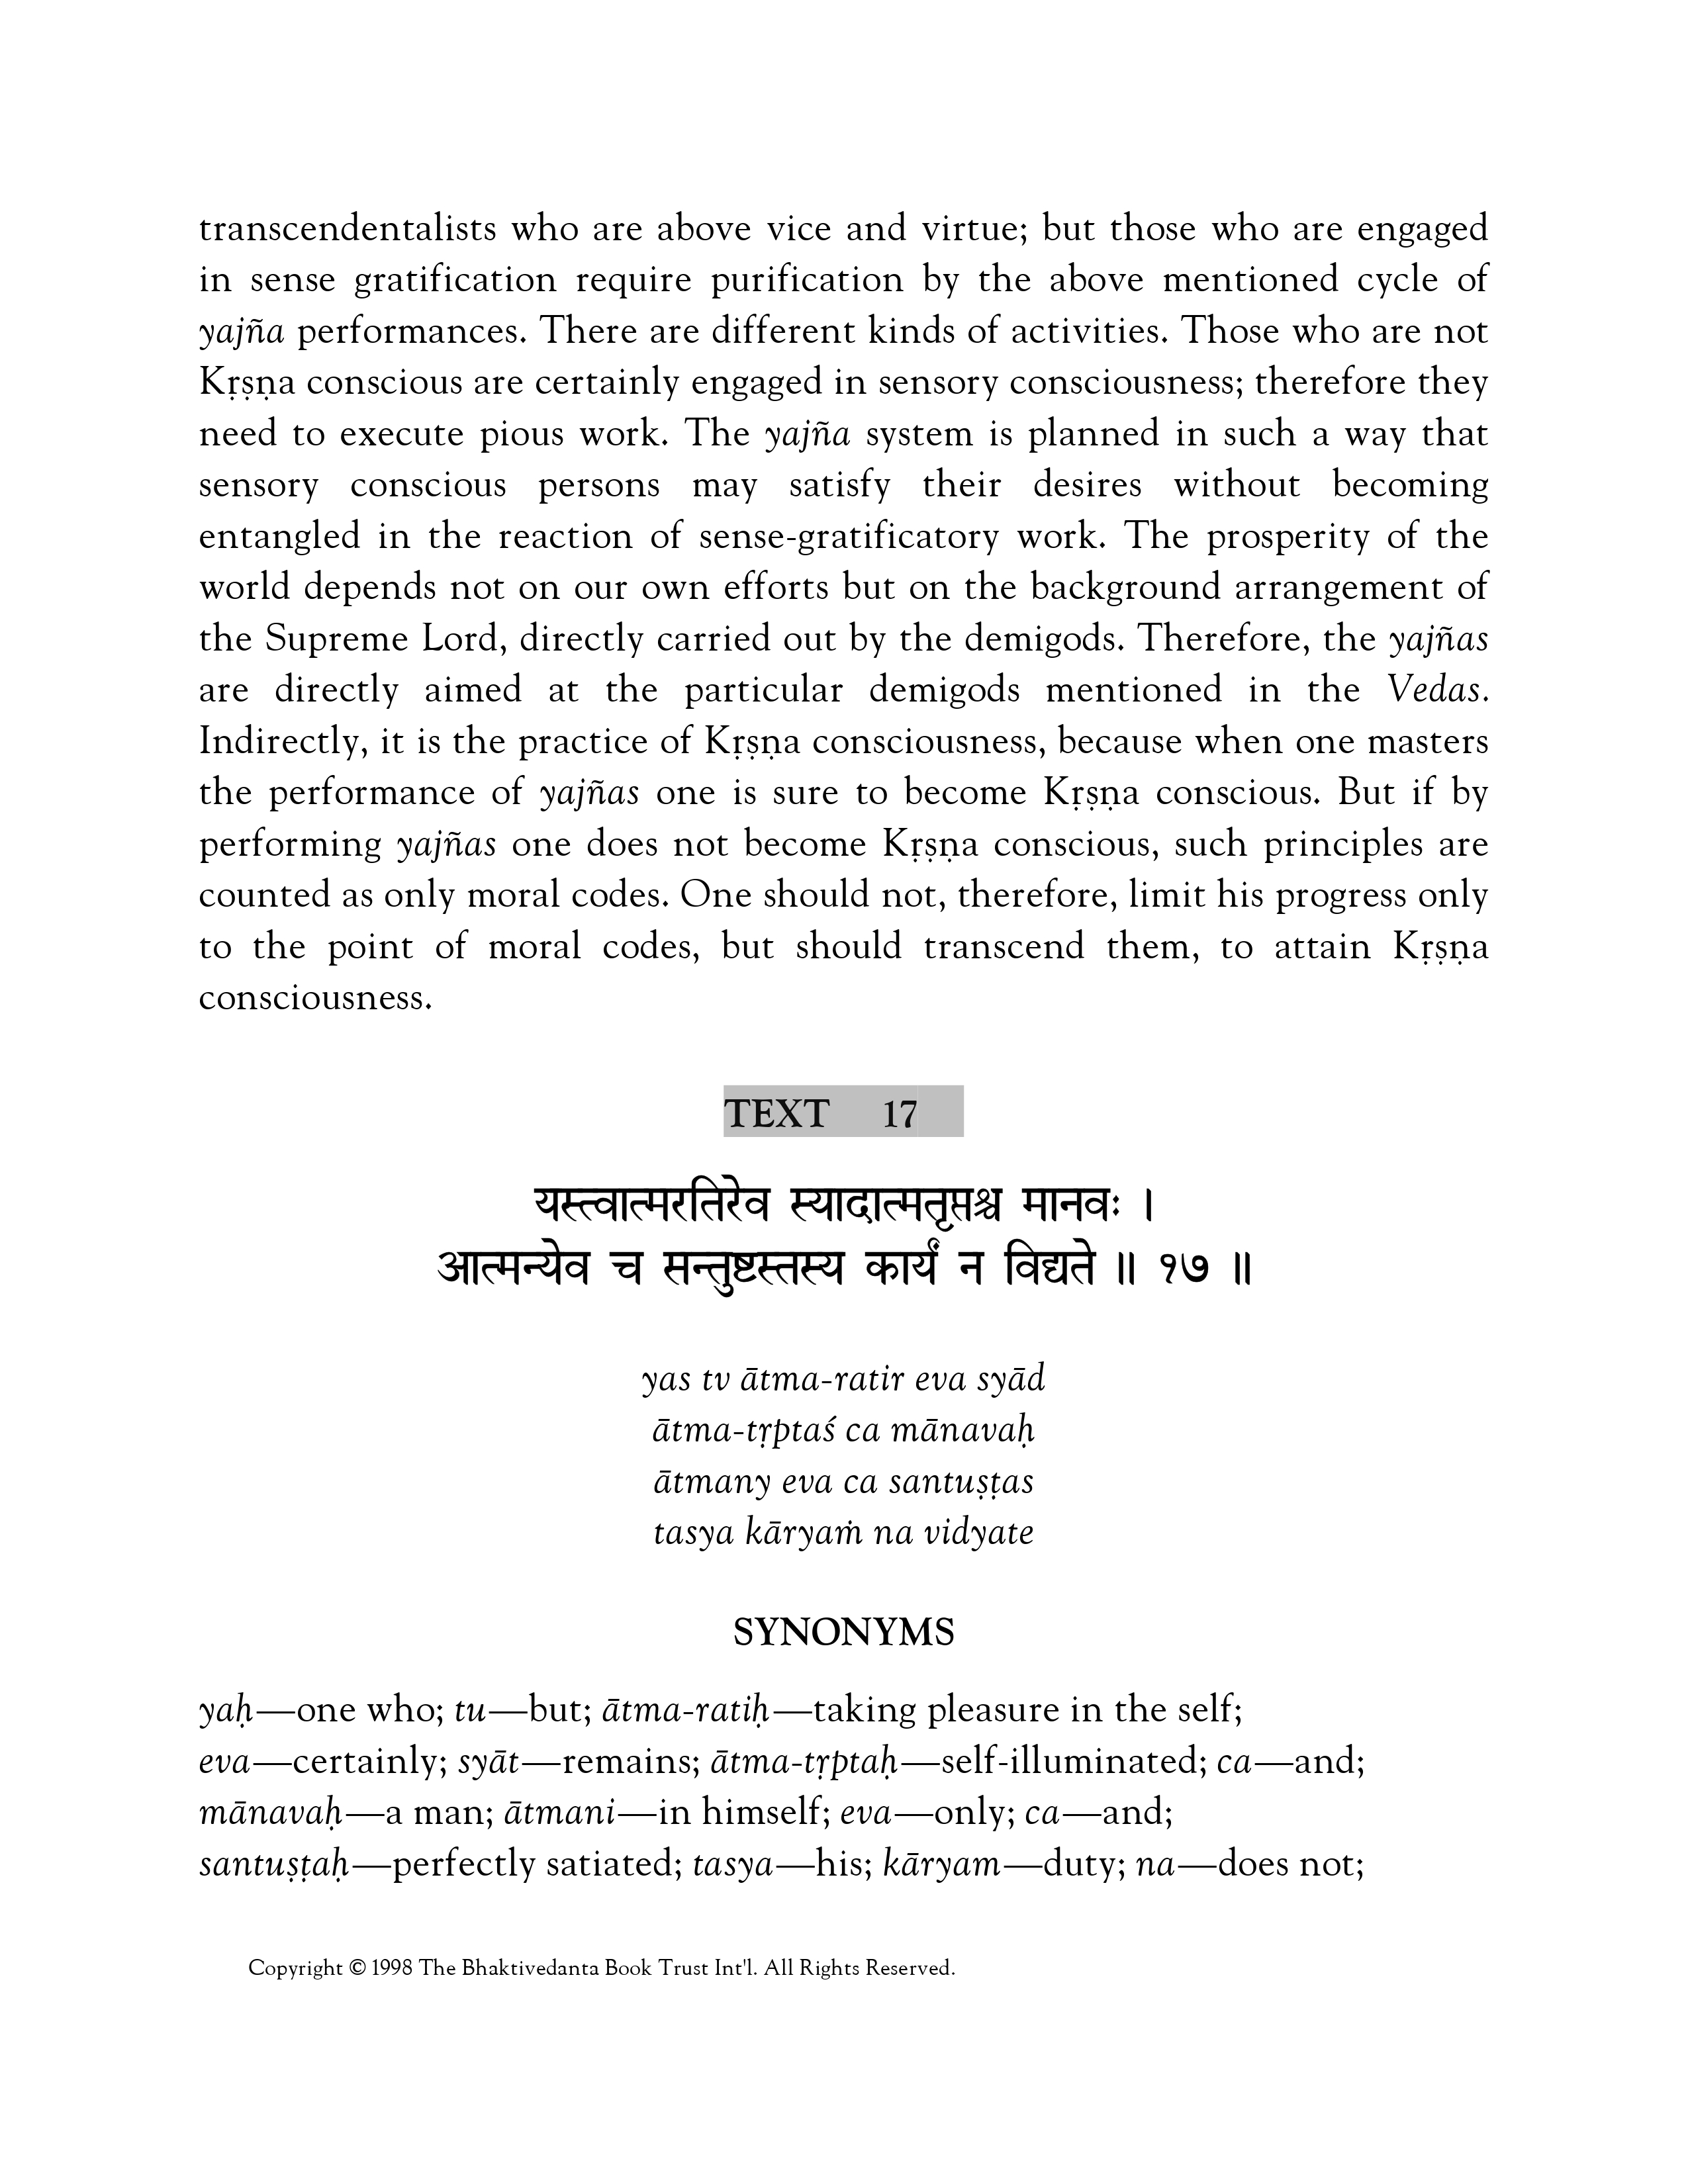 transcendentalists who are above vice and virtue; but those who are engaged
in sense gratification require purification by the above mentioned cycle of
yajña performances. There are different kinds of activities. Those who are not
Kṛṣṇa conscious are certainly engaged in sensory consciousness; therefore they
need to execute pious work. The yajña system is planned in such a way that
sensory conscious persons may satisfy their desires without becoming
entangled in the reaction of sense-gratificatory work. The prosperity of the
world depends not on our own efforts but on the background arrangement of
the Supreme Lord, directly carried out by the demigods. Therefore, the yajñas
are directly aimed at the particular demigods mentioned in the Vedas.
Indirectly, it is the practice of Kṛṣṇa consciousness, because when one masters
the performance of yajñas one is sure to become Kṛṣṇa conscious. But if by
performing yajñas one does not become Kṛṣṇa conscious, such principles are
counted as only moral codes. One should not, therefore, limit his progress only
to the point of moral codes, but should transcend them, to attain Kṛṣṇa
consciousness.
TEXT 17
यस्त्वात्मरतिरेव स्यादात्मतृप्तश्च मानवः ।
आत्मन्येव च सन्तुष्टस्तस्य कार्यं न विद्यते ॥ १७ ॥
yas tv ātma-ratir eva syād
ātma-tṛptaś ca mānavaḥ
ātmany eva ca santuṣṭas
tasya kāryaṁ na vidyate
SYNONYMS
yaḥ—one who; tu—but; ātma-ratiḥ—taking pleasure in the self;
eva—certainly; syāt—remains; ātma-tṛptaḥ—self-illuminated; ca—and;
mānavaḥ—a man; ātmani—in himself; eva—only; ca—and;
santuṣṭaḥ—perfectly satiated; tasya—his; kāryam—duty; na—does not;
Copyright © 1998 The Bhaktivedanta Book Trust Int'l. All Rights Reserved.